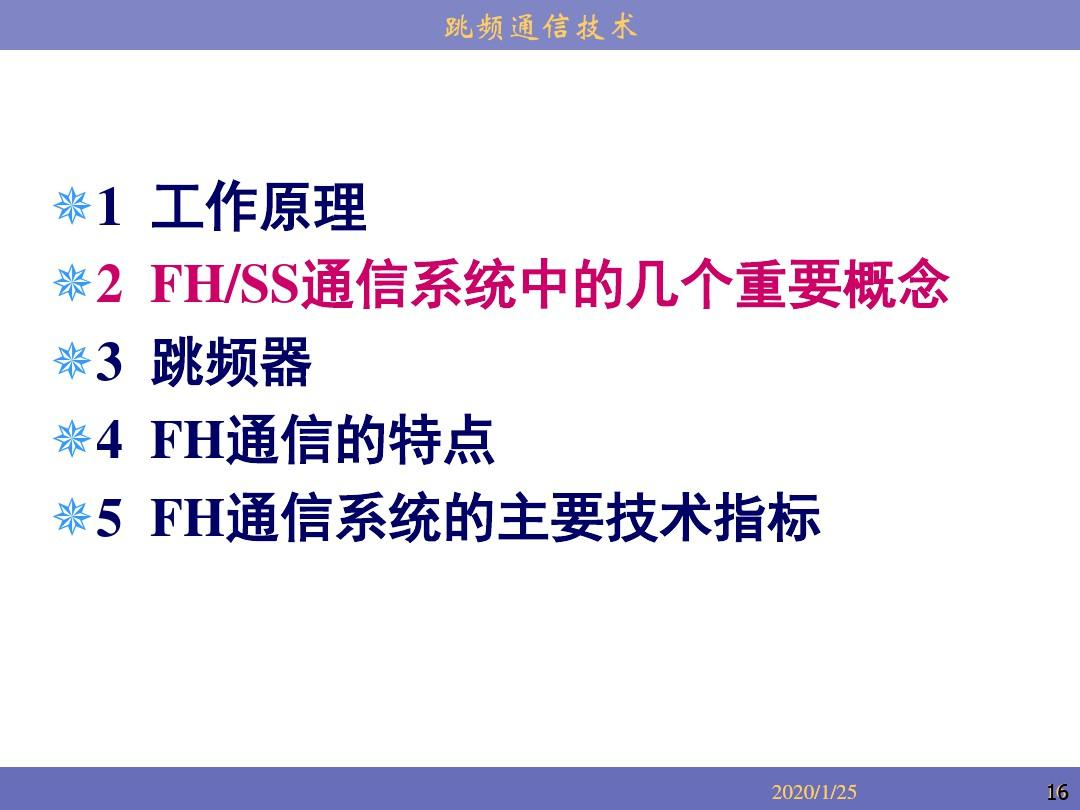 跳频通信技术
1 工作原理
2 FH/SS通信系统中的几个重要概念
3 跳频器
4 FH通信的特点
5 FH通信系统的主要技术指标
2020/1/25 16